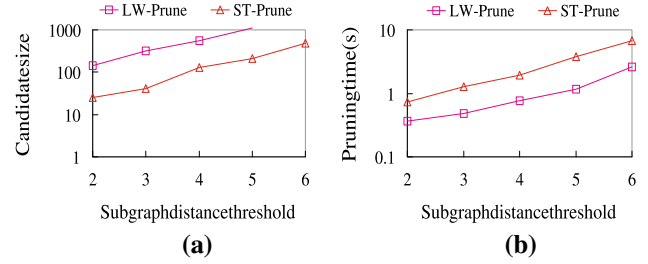 LW-Prune ST-Prune
Candidatesize
1000
100
10
1
2 3 4 5 6
Subgraphdistancethreshold
(a)
LW-Prune ST-Prune
Pruningtime(s)
10
1
0.1
2 3 4 5 6
Subgraphdistancethreshold
(b)